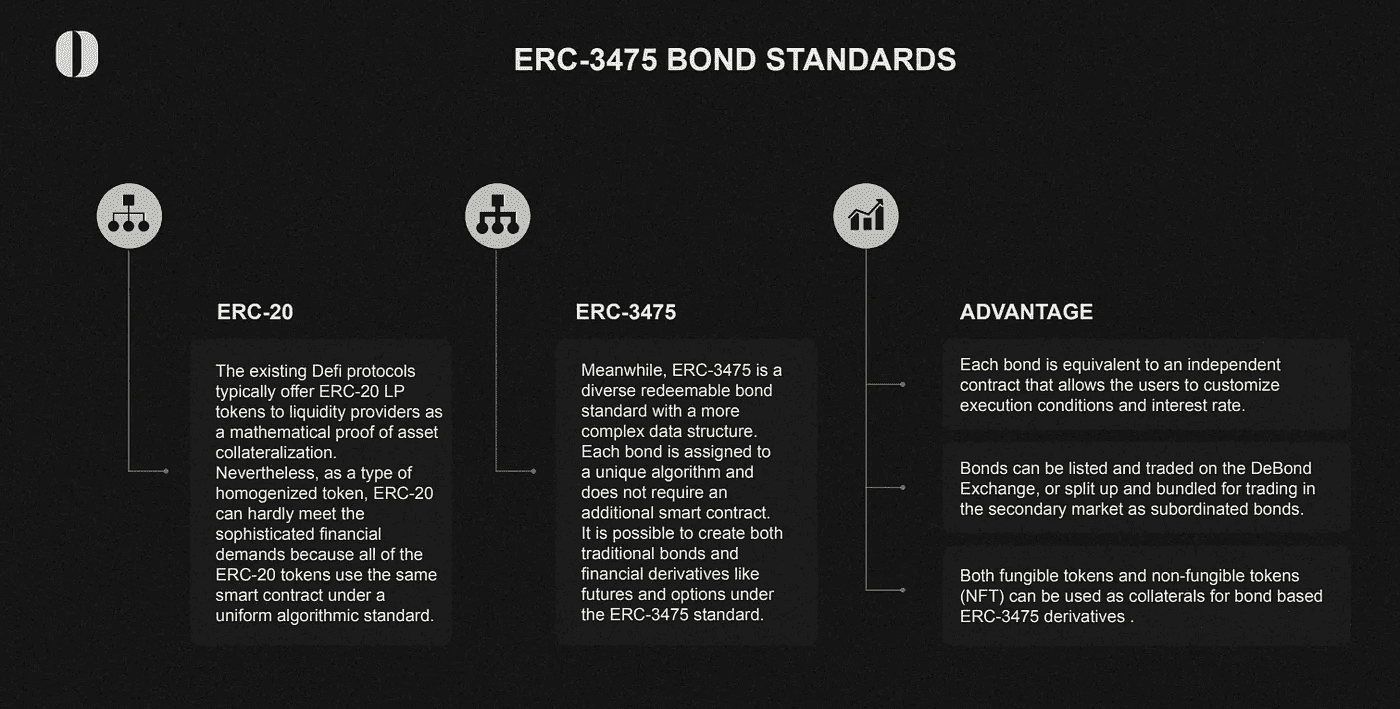 ERC-3475 BOND STANDARDS
ERC-20
The existing Defi protocols
typically offer ERC-20 LP
tokens to liquidity providers as
a mathematical proof of asset
collateralization.
Nevertheless, as a type of
homogenized token, ERC-20
can hardly meet the
sophisticated financial
demands because all of the
ERC-20 tokens use the same
smart contract under a
uniform algorithmic standard.
ERC-3475
Meanwhile, ERC-3475 is a
diverse redeemable bond
standard with a more
complex data structure.
Each bond is assigned to
a unique algorithm and
does not require an
additional smart contract.
It is possible to create both
traditional bonds and
financial derivatives like
futures and options under
the ERC-3475 standard.
ADVANTAGE
Each bond is equivalent to an independent
contract that allows the users to customize
execution conditions and interest rate.
Bonds can be listed and traded on the DeBond
Exchange, or split up and bundled for trading in
the secondary market as subordinated bonds.
Both fungible tokens and non-fungible tokens
(NFT) can be used as collaterals for bond based
ERC-3475 derivatives .